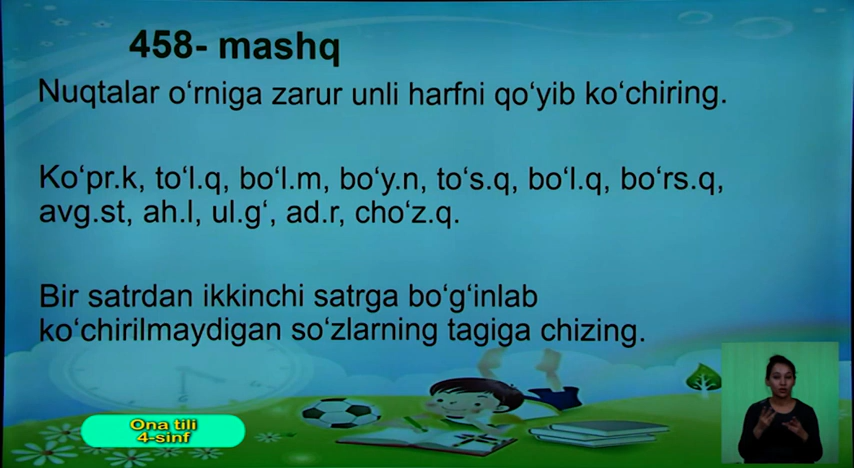 458- mashq
Nuqtalar o‘rniga zarur unli harfni qo‘yib ko‘chiring.
Ko‘pr.k, to‘l.q, bo‘l.m, bo‘y.n, to‘s.q, bo‘l.q, bo‘rs.q,
avg.st, ah.l, ul.g‘, ad.r, cho‘z.q.
Bir satrdan ikkinchi satrga bo‘g‘inlab
ko‘chirilmaydigan so‘zlarning tagiga chizing.
Ona tili
4-sinf